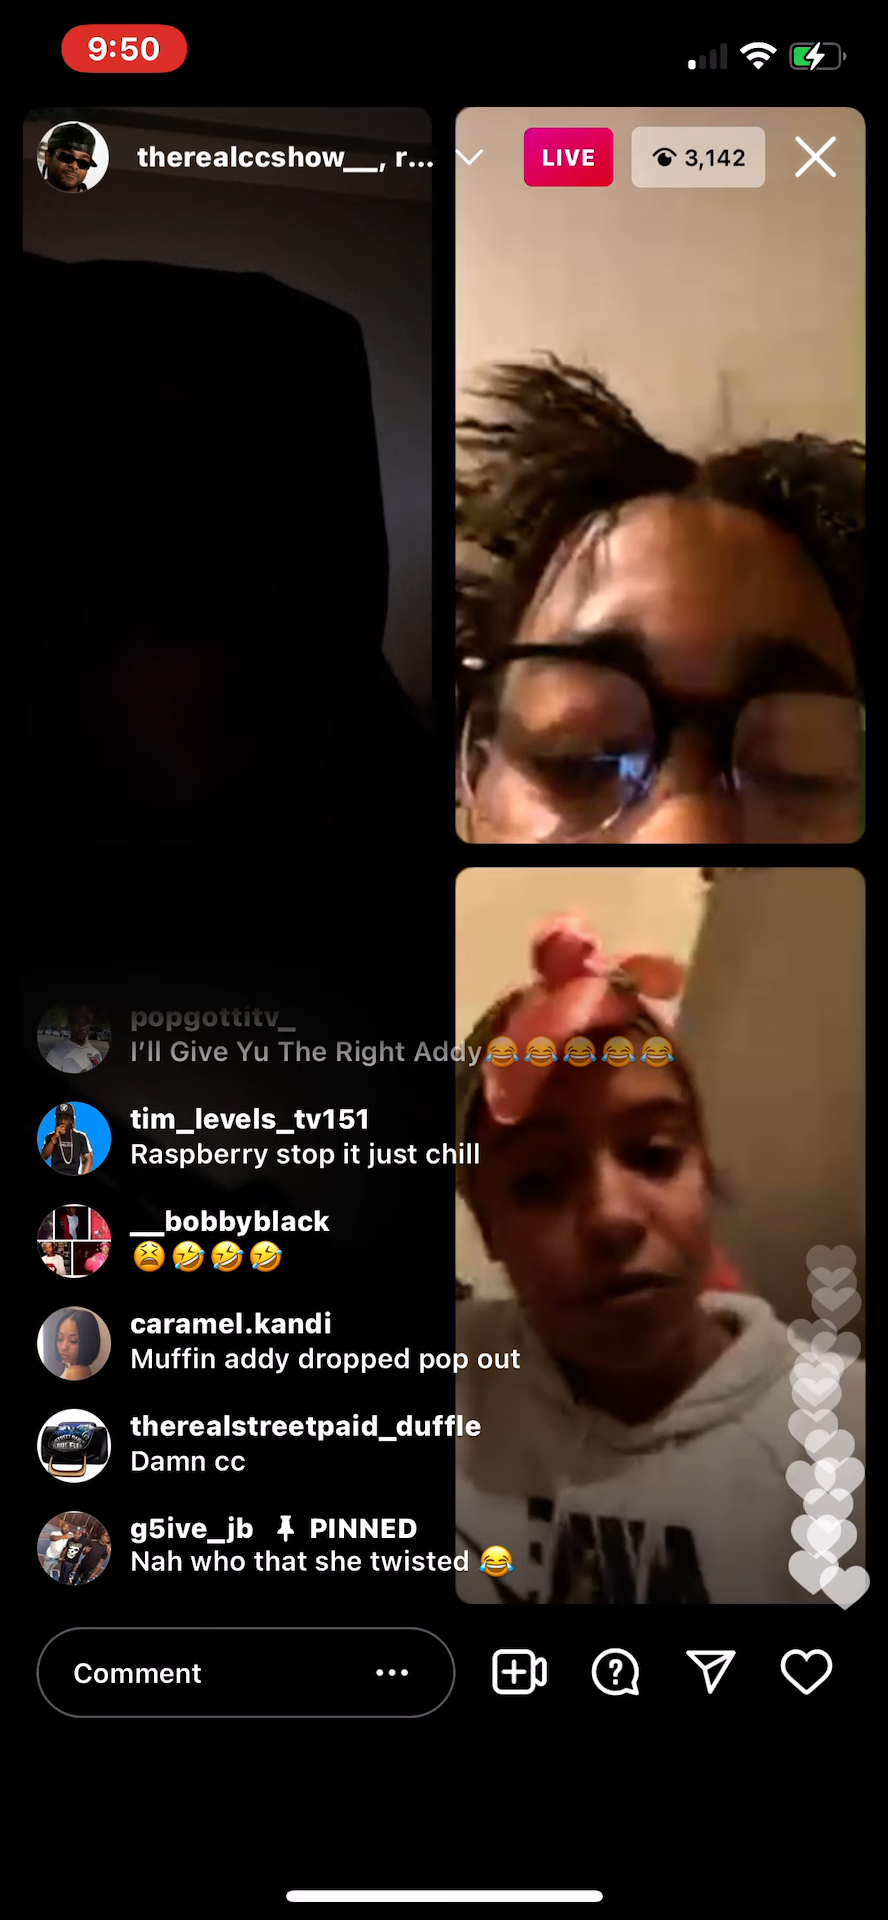 9:50
therealccshow__, r...
LIVE
3,142
popgottitv_
I'll Give Yu The Right Addy😂😂😂😂😂
tim_levels_tv151
Raspberry stop it just chill
__bobbyblack
😫🤣🤣🤣
caramel.kandi
Muffin addy dropped pop out
therealstreetpaid_duffle
Damn cc
g5ive_jb PINNED
Nah who that she twisted 😂
Comment ...